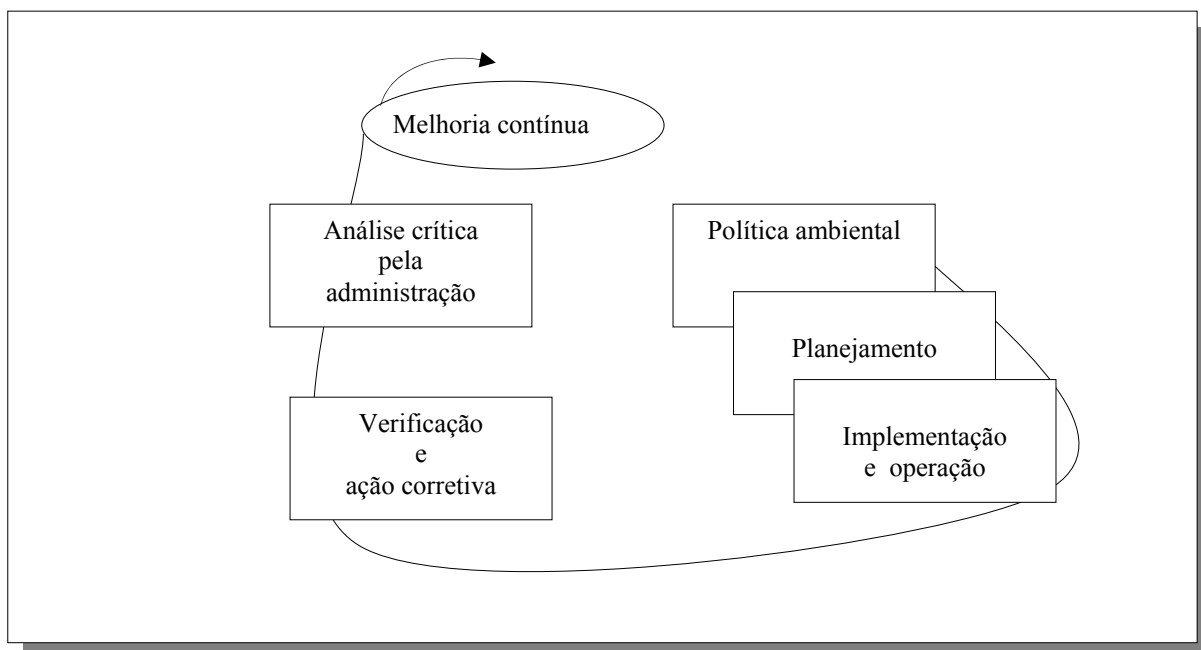 Melhoria contínua
Análise crítica
pela
administração
Política ambiental
Planejamento
Implementação
e operação
Verificação
e
ação corretiva